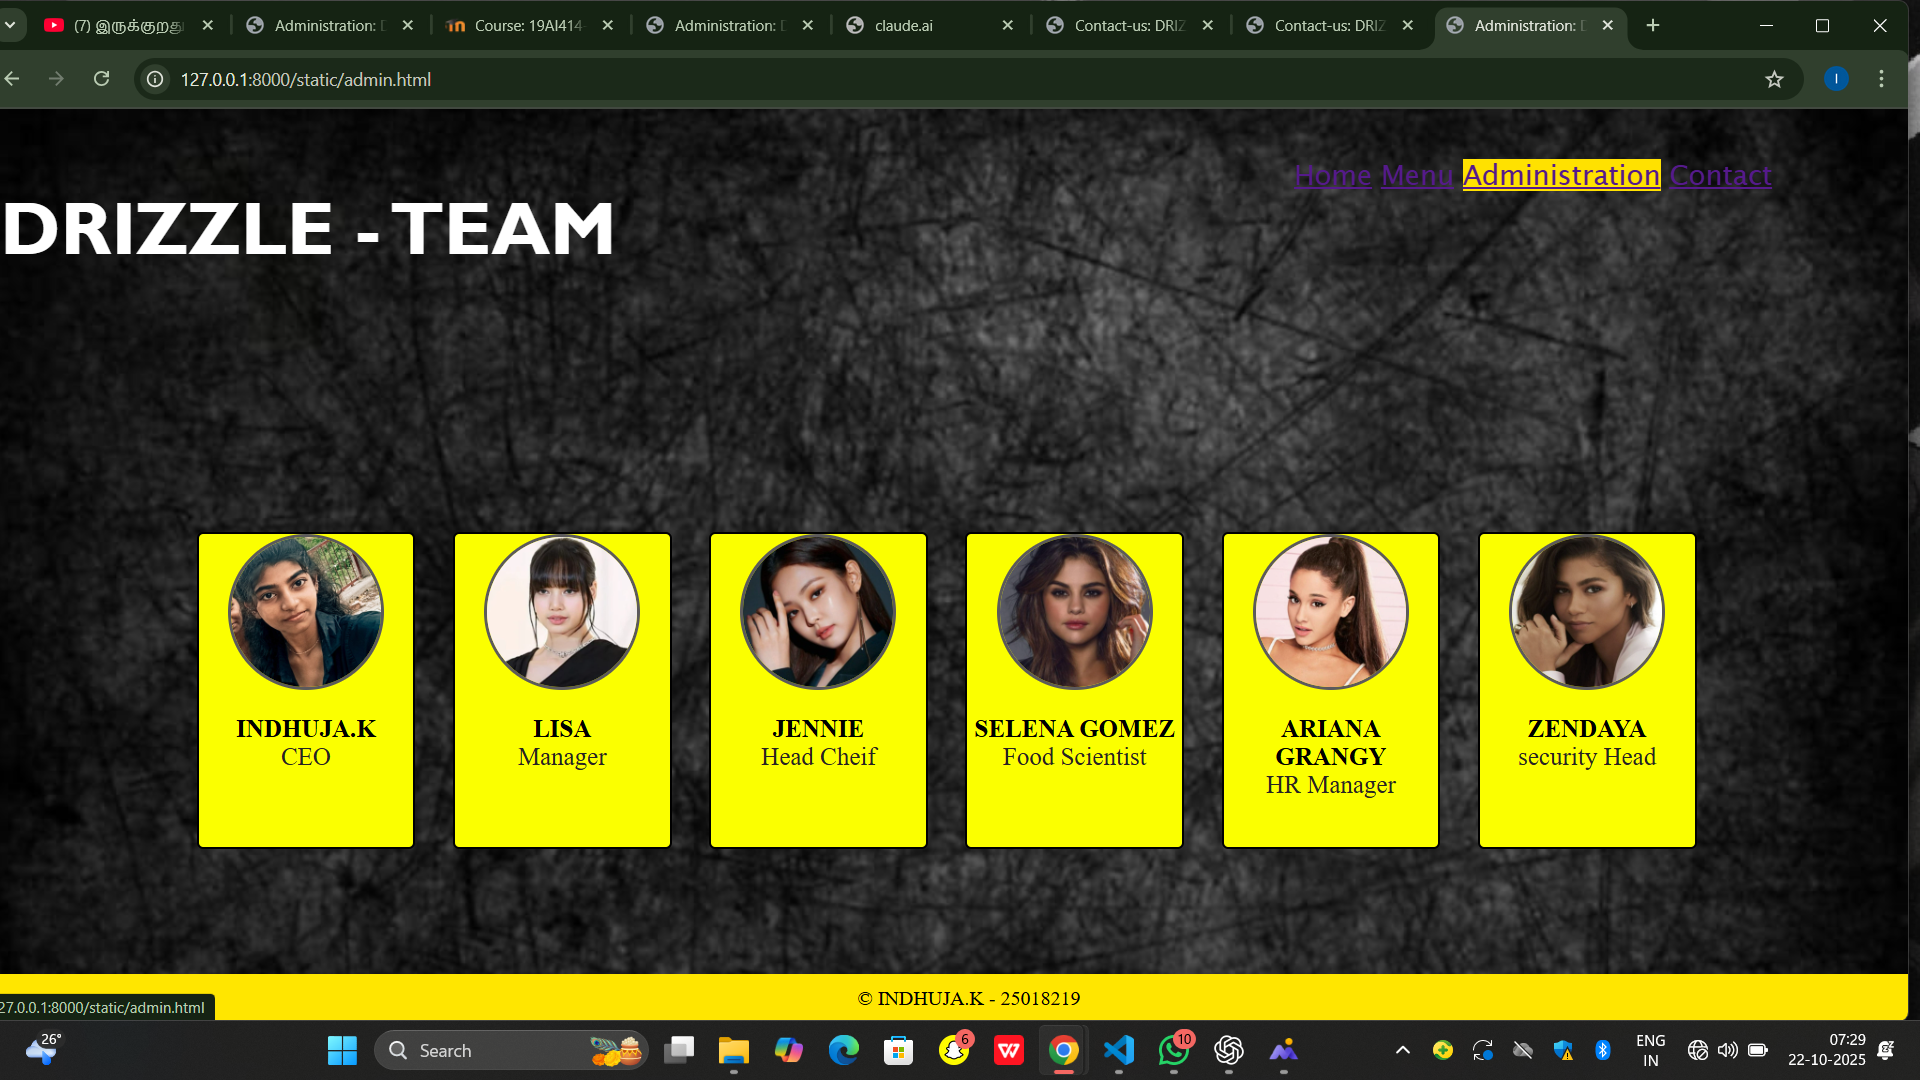 (7) இருக்குறது
Administration: D
Course: 19AI414-
Administration: D
claude.ai
Contact-us: DRIZ
Contact-us: DRIZ
Administration: D
127.0.0.1:8000/static/admin.html
I
Home Menu Administration Contact
DRIZZLE - TEAM
INDHUJA.K
CEO
LISA
Manager
JENNIE
Head Cheif
SELENA GOMEZ
Food Scientist
ARIANA
GRANGY
HR Manager
ZENDAYA
security Head
© INDHUJA.K - 25018219
27.0.0.1:8000/static/admin.html
26°
Search
6
W
10
ENG
IN
07:29
22-10-2025